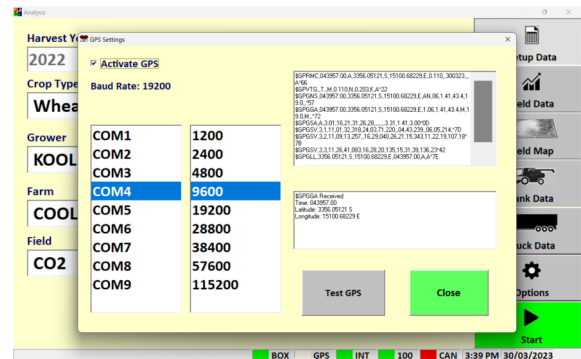 Analysis
Harvest Y
2022
Crop Type
Whea
Grower
KOOL
Farm
COOL
Field
CO2
GPS Settings
Activate GPS
Baud Rate: 19200
COM1
COM2
COM3
COM4
COM5
COM6
COM7
COM8
COM9
1200
2400
4800
9600
19200
28800
38400
57600
115200
$GPRMC,043957.00,A,3356.05121,S,15100.68229,E,0.110,,300323,,,
A*66
$GPVTG,,T,,M,0.110,N,0.203,K,A*22
$GPGNS,043957.00,3356.05121,S,15100.68229,E,AN,06,1.41,43.4,1
9.0,,*57
$GPGGA,043957.00,3356.05121,S,15100.68229,E,1,06,1.41,43.4,M,1
9.0,M,,*72
$GPGSA,A,3,01,16,21,31,26,28,,,,,,,3.31,1.41,3.00*0D
$GPGSV,3,1,11,01,32,318,24,03,71,220,,04,43,239,,06,05,214,*7D
$GPGSV,3,2,11,09,13,257,,16,29,040,26,21,15,343,11,22,19,107,18*
78
$GPGSV,3,3,11,26,41,083,16,28,20,135,15,31,39,136,23*42
$GPGLL,3356.05121,S,15100.68229,E,043957.00,A,A*7E
$GPGGA Received
Time: 043957.00
Latitude: 3356.05121 S
Longitude: 15100.68229 E
Test GPS
Close
tup Data
eld Data
eld Map
nk Data
uck Data
Options
Start
BOX GPS INT 100 CAN 3:39 PM 30/03/2023